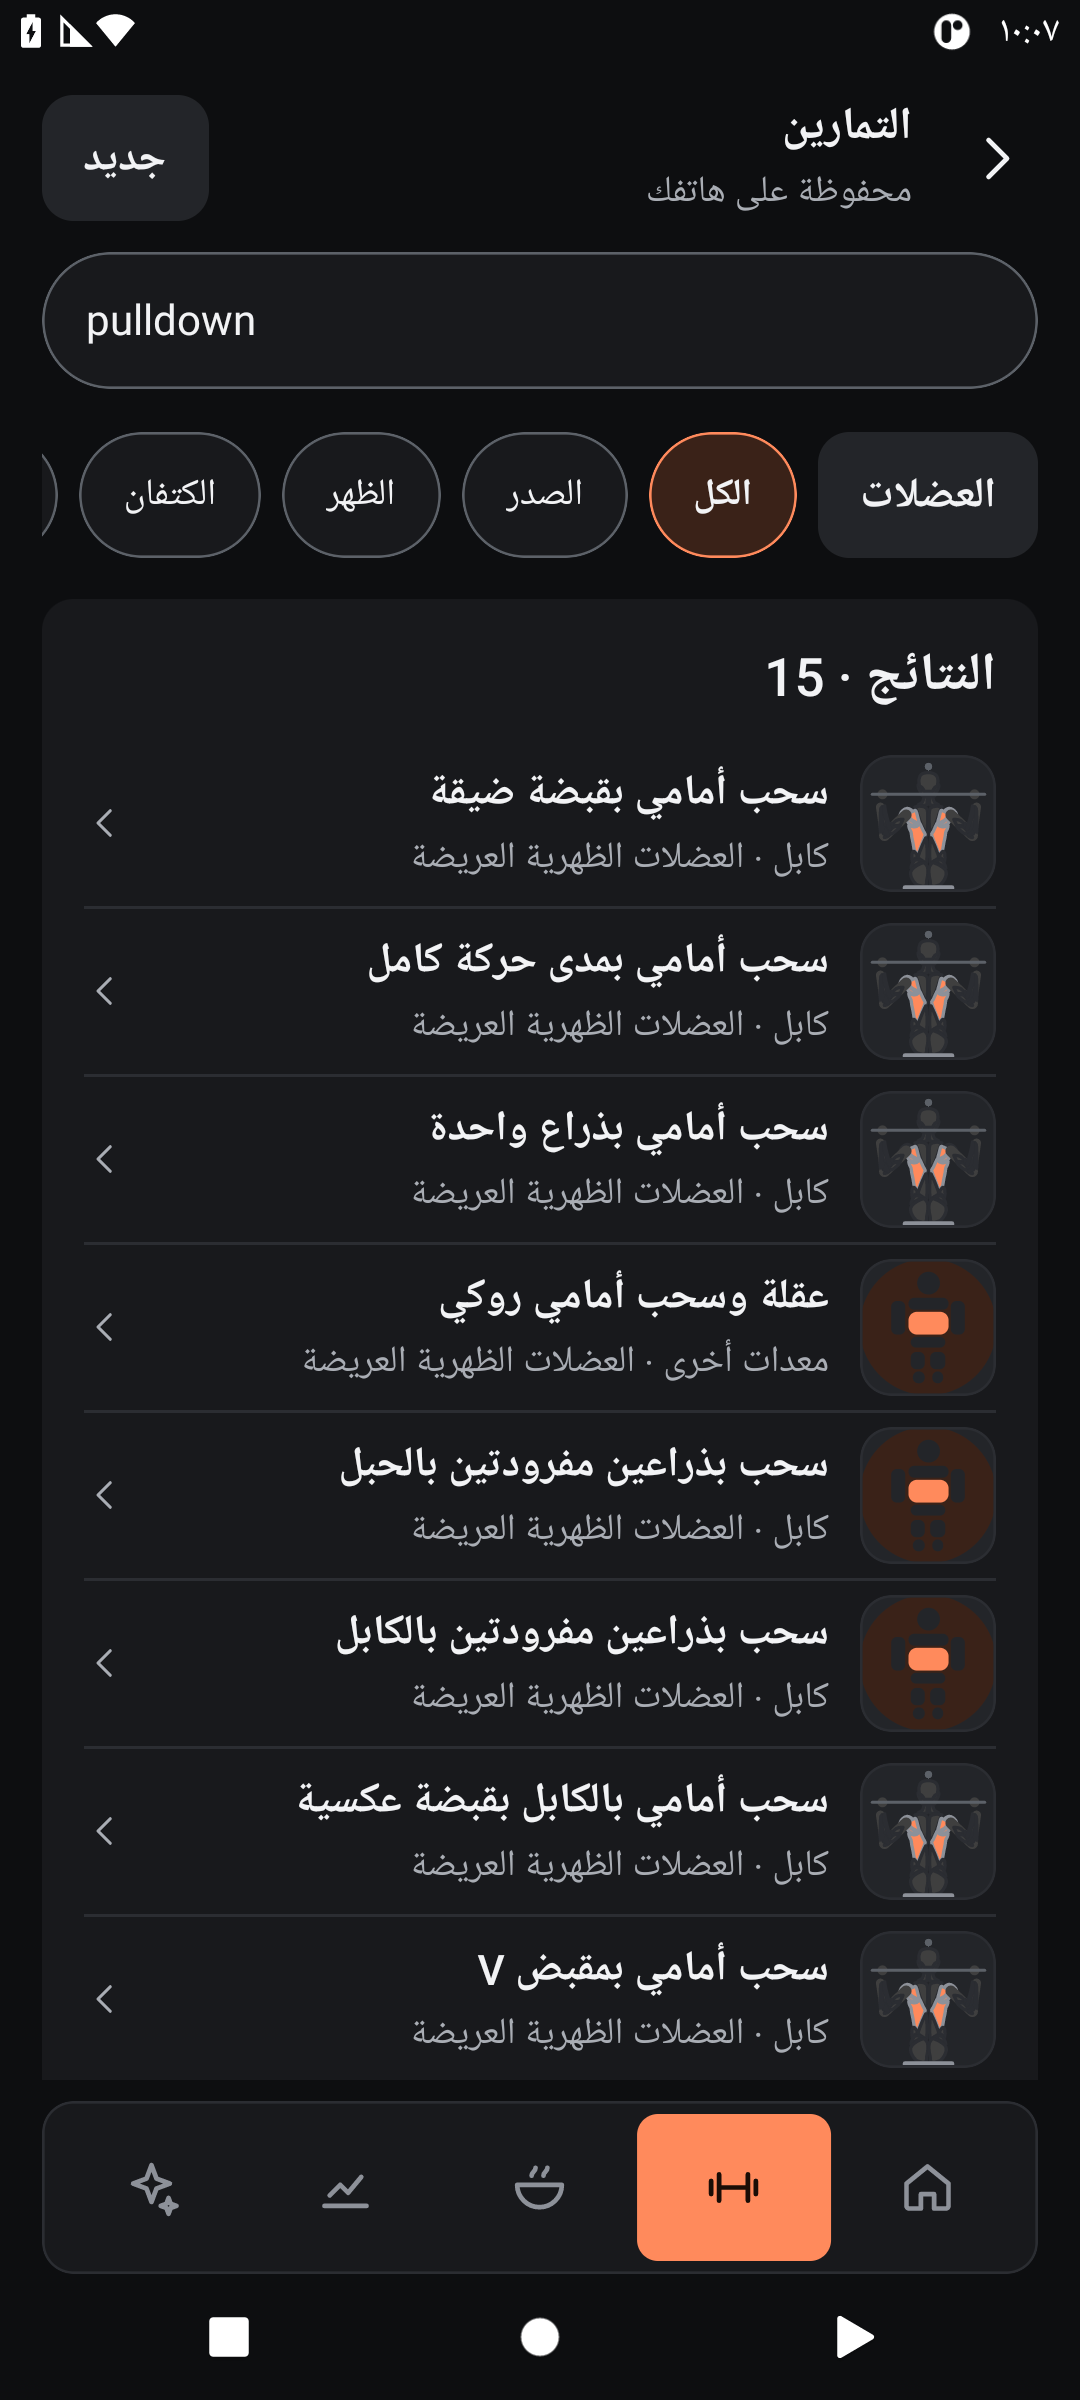 ١٠:٠٧
التمارين
محفوظة على هاتفك
جديد
pulldown
العضلات
الكل
الصدر
الظهر
الكتفان
النتائج · 15
سحب أمامي بقبضة ضيقة
كابل · العضلات الظهرية العريضة
سحب أمامي بمدى حركة كامل
كابل · العضلات الظهرية العريضة
سحب أمامي بذراع واحدة
كابل · العضلات الظهرية العريضة
عقلة وسحب أمامي روكي
معدات أخرى · العضلات الظهرية العريضة
سحب بذراعين مفرودتين بالحبل
كابل · العضلات الظهرية العريضة
سحب بذراعين مفرودتين بالكابل
كابل · العضلات الظهرية العريضة
سحب أمامي بالكابل بقبضة عكسية
كابل · العضلات الظهرية العريضة
سحب أمامي بمقبض V
كابل · العضلات الظهرية العريضة